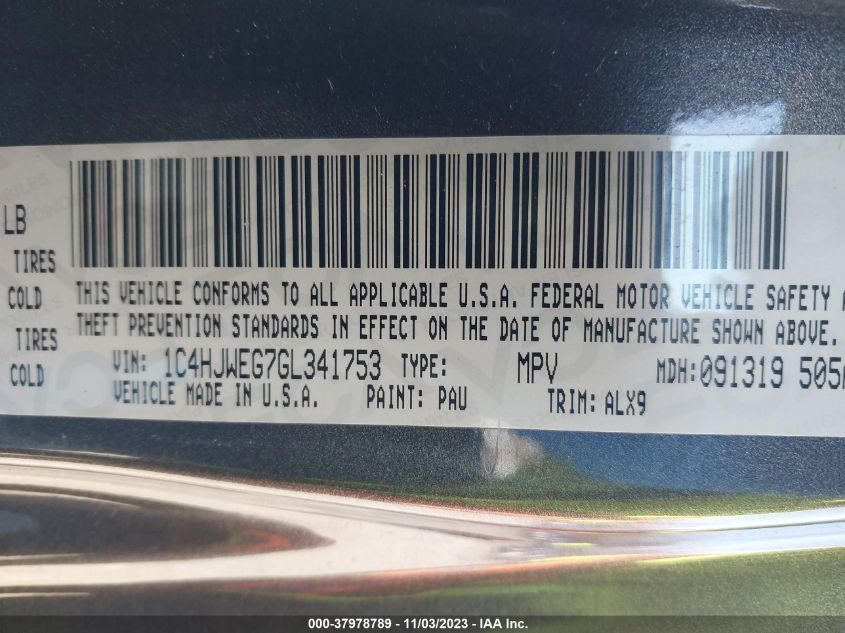 LB
TIRES
COLD
TIRES
COLD
THIS VEHICLE CONFORMS TO ALL APPLICABLE U.S.A. FEDERAL MOTOR VEHICLE SAFETY
THEFT PREVENTION STANDARDS IN EFFECT ON THE DATE OF MANUFACTURE SHOWN ABOVE.
VIN: 1C4HJWEG7GL341753 TYPE: MPV MDH: 091319 505
VEHICLE MADE IN U.S.A. PAINT: PAU TRIM: ALX9
000-37978789 - 11/03/2023 - IAA Inc.